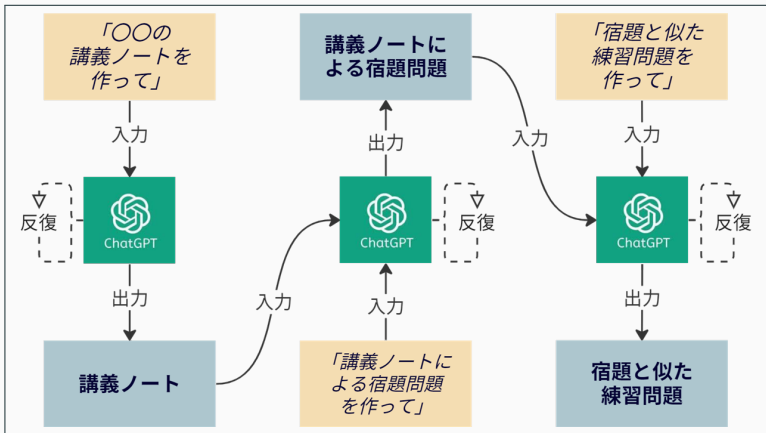 「〇〇の
講義ノートを
作って」
入力
反復
ChatGPT
出力
講義ノート
入力
講義ノートに
よる宿題問題
出力
ChatGPT
反復
入力
「講義ノートに
よる宿題問題
を作って」
入力
「宿題と似た
練習問題を
作って」
入力
ChatGPT
反復
出力
宿題と似た
練習問題